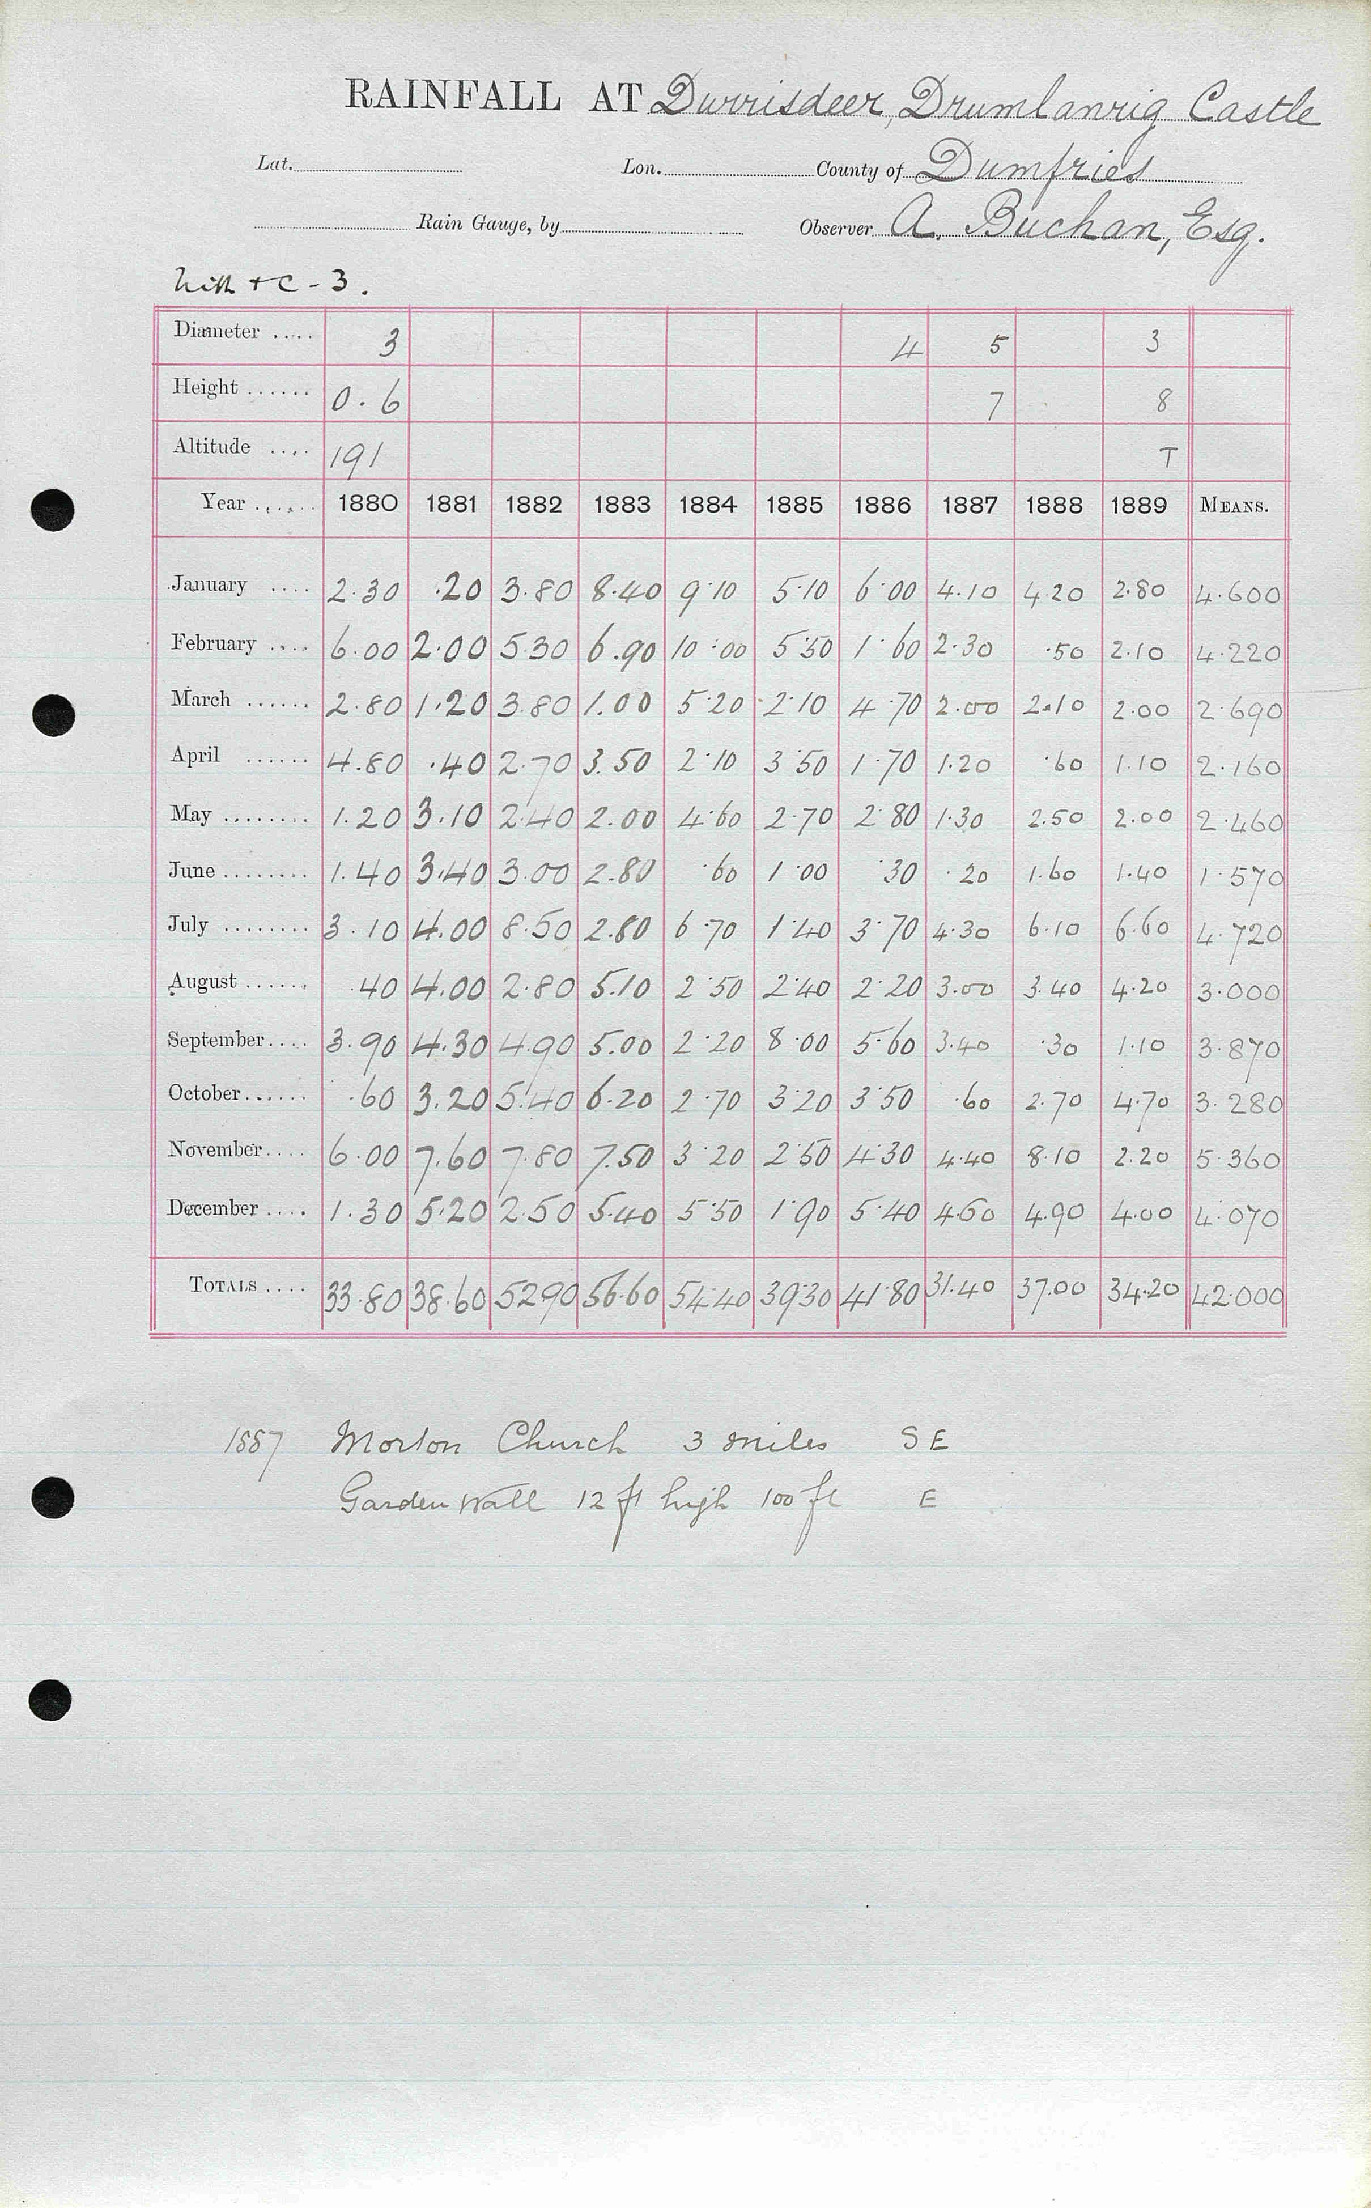 RAINFALL AT Durrisdeer, Drumlanrig Castle
Lat. Lon. County of Dumfries
Rain Gauge, by Observer A. Buchan, Esq.
Nith + C - 3.
Diameter ..... 3 4 5 3
Height ...... 0.6 7 8
Altitude .... 191 T
Year ...... 1880 1881 1882 1883 1884 1885 1886 1887 1888 1889 MEANS.
January .... 2.30 .20 3.80 8.40 9.10 5.10 6.00 4.10 4.20 2.80 4.600
February .... 6.00 2.00 5.30 6.90 10.00 5.50 1.60 2.30 .50 2.10 4.220
March ...... 2.80 1.20 3.80 1.00 5.20 2.10 4.70 2.00 2.10 2.00 2.690
April ...... 4.80 .40 2.70 3.50 2.10 3.50 1.70 1.20 .60 1.10 2.160
May ........ 1.20 3.10 2.40 2.00 4.60 2.70 2.80 1.30 2.50 2.00 2.460
June ........ 1.40 3.40 3.00 2.80 .60 1.00 .30 .20 1.60 1.40 1.570
July ........ 3.10 4.00 8.50 2.80 6.70 1.40 3.70 4.30 6.10 6.60 4.720
August ...... .40 4.00 2.80 5.10 2.50 2.40 2.20 3.00 3.40 4.20 3.000
September.... 3.90 4.30 4.90 5.00 2.20 8.00 5.60 3.40 .30 1.10 3.870
October...... .60 3.20 5.40 6.20 2.70 3.20 3.50 .60 2.70 4.70 3.280
November.... 6.00 7.60 7.80 7.50 3.20 2.50 4.30 4.40 8.10 2.20 5.360
December .... 1.30 5.20 2.50 5.40 5.50 1.90 5.40 4.60 4.90 4.00 4.070
TOTALS .... 33.80 38.60 52.90 56.60 54.40 39.30 41.80 31.40 37.00 34.20 42.000
1887 Morton Church 3 miles S E
Garden wall 12 ft high 100 ft E